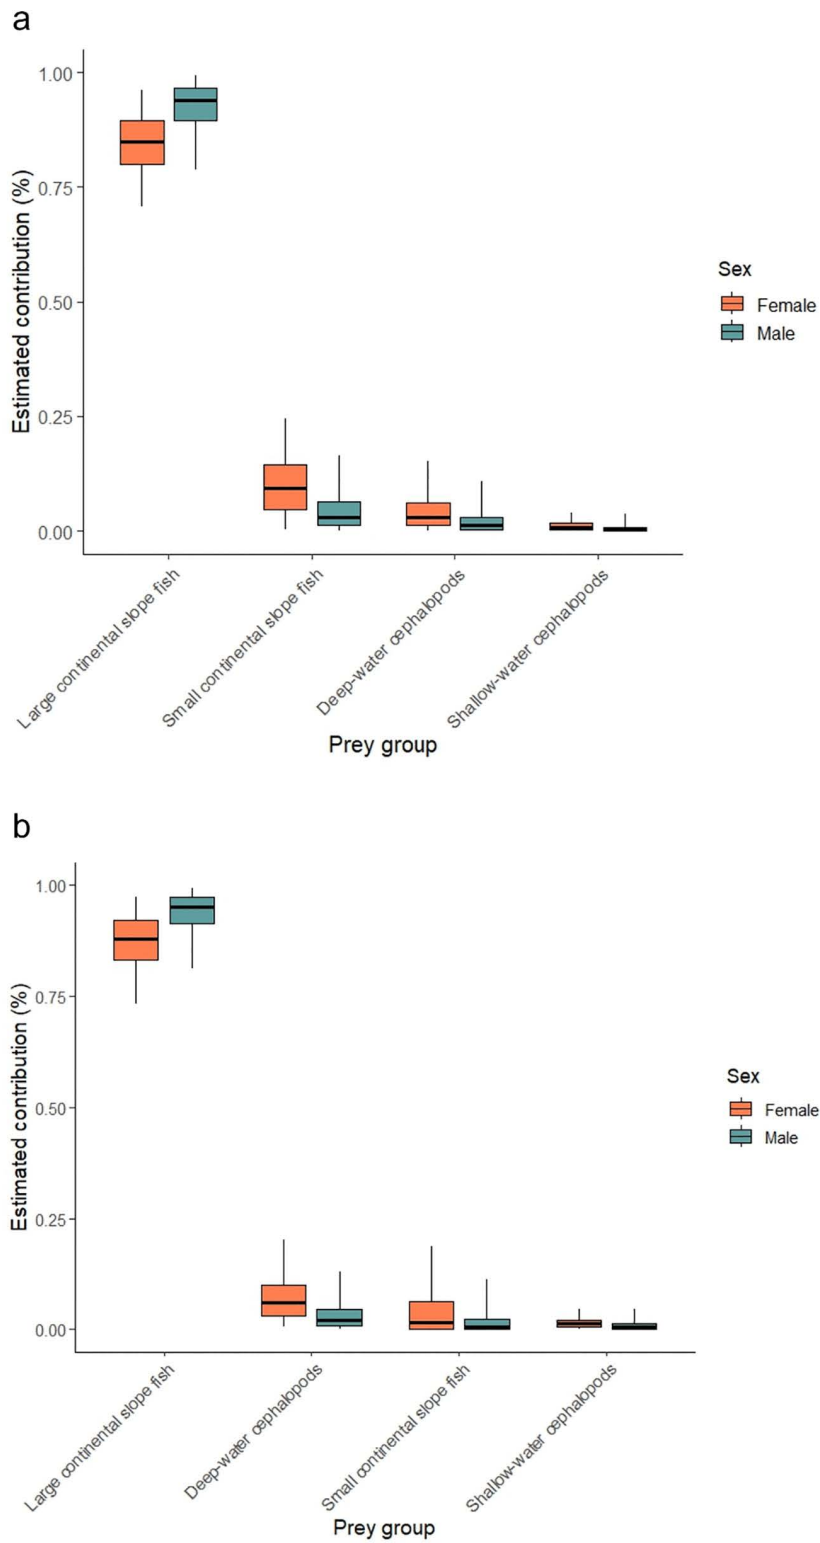 a
Estimated contribution (%)
1.00
0.75
0.50
0.25
0.00
Large continental slope fish
Small continental slope fish
Deep-water cephalopods
Shallow-water cephalopods
Prey group
Sex
Female
Male
b
Estimated contribution (%)
1.00
0.75
0.50
0.25
0.00
Large continental slope fish
Deep-water cephalopods
Small continental slope fish
Shallow-water cephalopods
Prey group
Sex
Female
Male